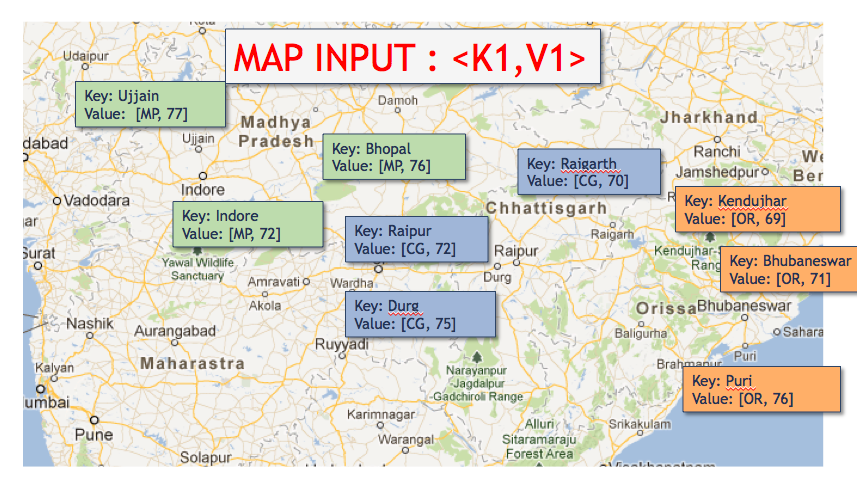 MAP INPUT : <K1,V1>
Kota
Udaipur
Key: Ujjain
Value: [MP, 77]
Damoh
Madhya
Pradesh
Jharkhand
Ujjain
Key: Bhopal
Value: [MP, 76]
dabad
Ranchi
We
Ben
Key: Raigarth
Value: [CG, 70]
Jamshedpur
Indore
Vadodara
Key: Kendujhar
Value: [OR, 69]
Key: Indore
Value: [MP, 72]
Chhattisgarh
ar
Key: Raipur
Value: [CG, 72]
Raigarh
Surat
Yawal Wildlife
Sanctuary
Raipur
Kendujhar-S
Rang
Key: Bhubaneswar
Value: [OR, 71]
Amravati
Wardha
Durg
Akola
Key: Durg
Value: [CG, 75]
Orissa
Bhubaneswar
Nashik
Aurangabad
Baligurha
Sahara
Ruyyadi
Puri
Maharastra
Kalyan
Narayanpur
-Jagdalpur
-Gadchiroli Range
Brahmapur
Key: Puri
Value: [OR, 76]
umbai
Karimnagar
Pune
Alluri
Sitaramaraju
Forest Area
Srikakulam
Warangal
Solapur